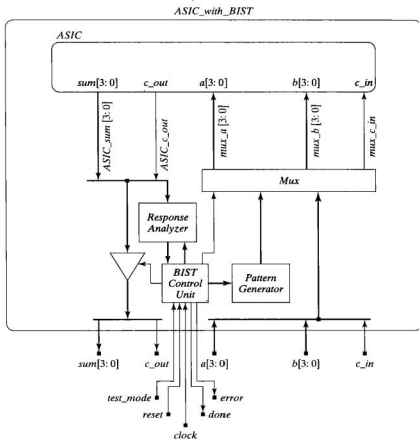 ASIC_with_BIST
ASIC
sum[3: 0] c_out a[3: 0] b[3: 0] c_in
ASIC_sum [3: 0]
ASIC_c_out
mux_a [3: 0]
mux_b [3: 0]
mux_c_in
Mux
Response
Analyzer
BIST
Control
Unit
Pattern
Generator
sum[3: 0] c_out a[3: 0] b[3: 0] c_in
test_mode error
reset done
clock